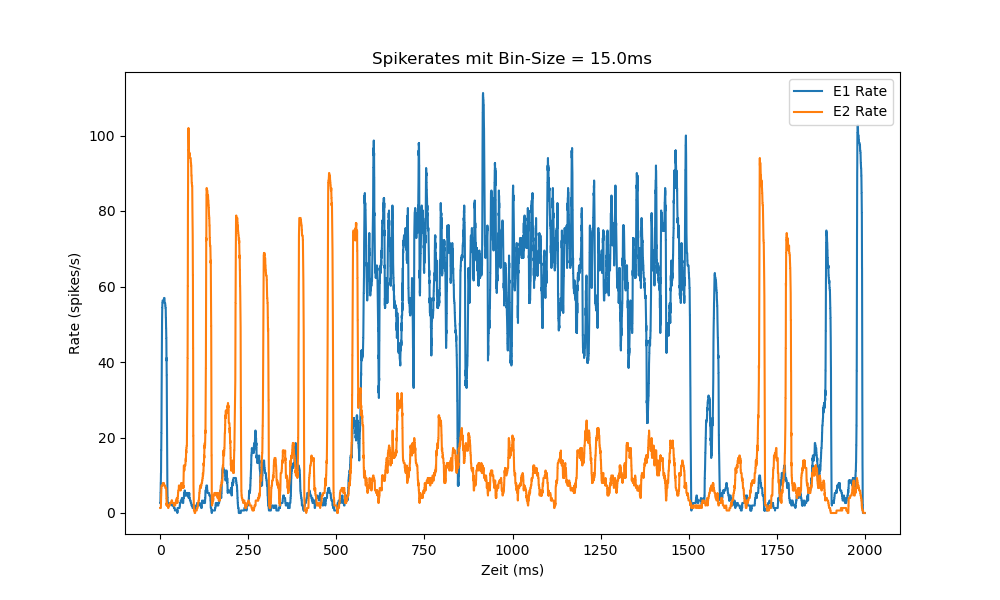 Spikerates mit Bin-Size = 15.0ms
E1 Rate
E2 Rate
100
80
60
40
20
0
Rate (spikes/s)
0 250 500 750 1000 1250 1500 1750 2000
Zeit (ms)